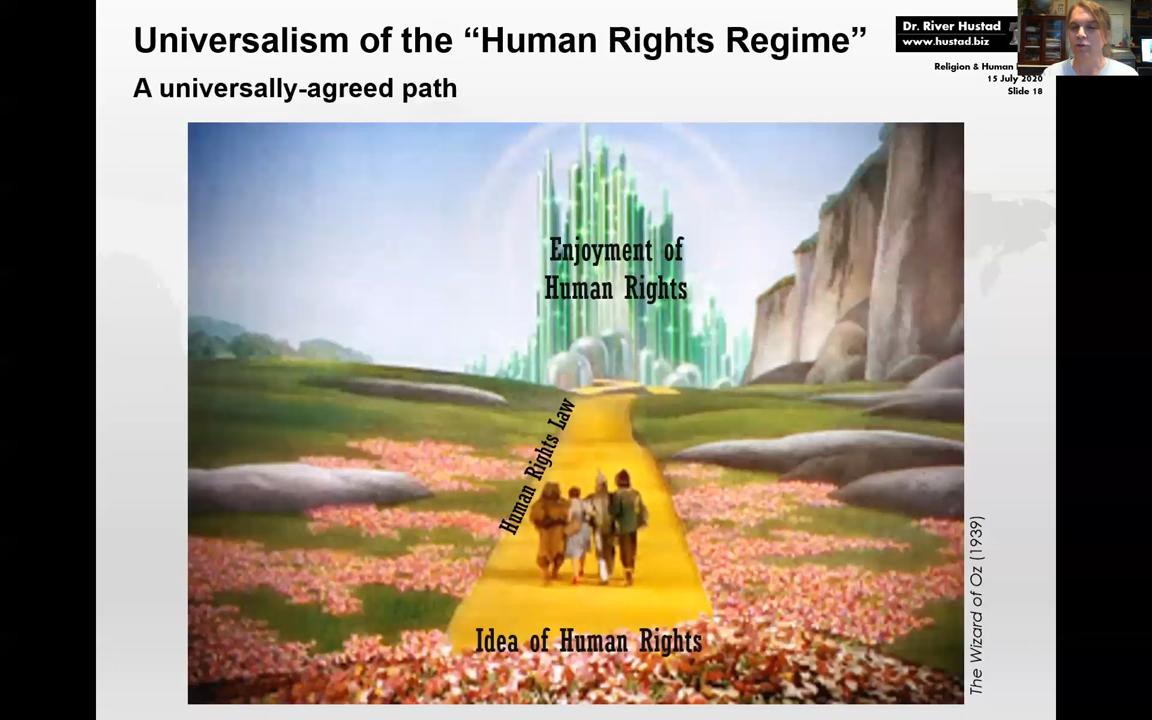 Universalism of the “Human Rights Regime”
A universally-agreed path
Dr. River Hustad
www.hustad.biz
Religion & Human
15 July 2020
Slide 18
Enjoyment of
Human Rights
Human Rights Law
Idea of Human Rights
The Wizard of Oz (1939)